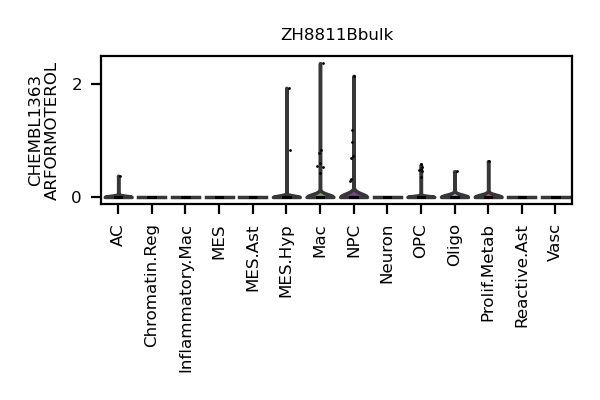 ZH8811Bbulk
CHEMBL1363
ARFORMOTEROL
2
0
AC
Chromatin.Reg
Inflammatory.Mac
MES
MES.Ast
MES.Hyp
Mac
NPC
Neuron
OPC
Oligo
Prolif.Metab
Reactive.Ast
Vasc